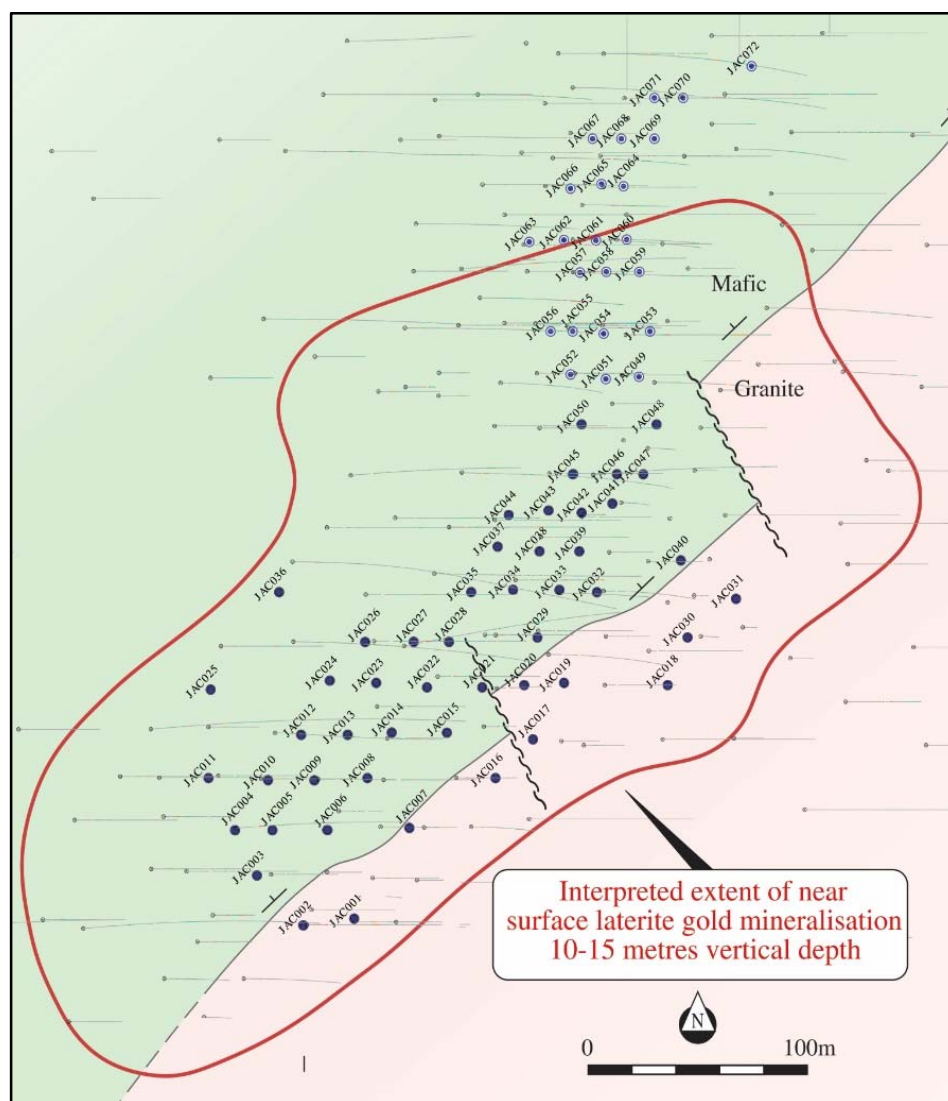 JAC072
JAC071
JAC070
JAC067
JAC068
JAC069
JAC066
JAC065
JAC064
JAC063
JAC062
JAC061
JAC060
JAC057
JAC058
JAC059
Mafic
JAC056
JAC055
JAC054
JAC053
JAC052
JAC051
JAC049
Granite
JAC050
JAC048
JAC045
JAC046
JAC047
JAC044
JAC043
JAC042
JAC041
JAC037
JAC028
JAC039
JAC040
JAC036
JAC035
JAC034
JAC033
JAC032
JAC031
JAC026
JAC027
JAC028
JAC029
JAC030
JAC025
JAC024
JAC023
JAC022
JAC021
JAC020
JAC019
JAC018
JAC012
JAC013
JAC014
JAC015
JAC017
JAC011
JAC010
JAC009
JAC008
JAC016
JAC004
JAC005
JAC006
JAC007
JAC003
JAC002
JAC001
Interpreted extent of near
surface laterite gold mineralisation
10-15 metres vertical depth
N
0 100m